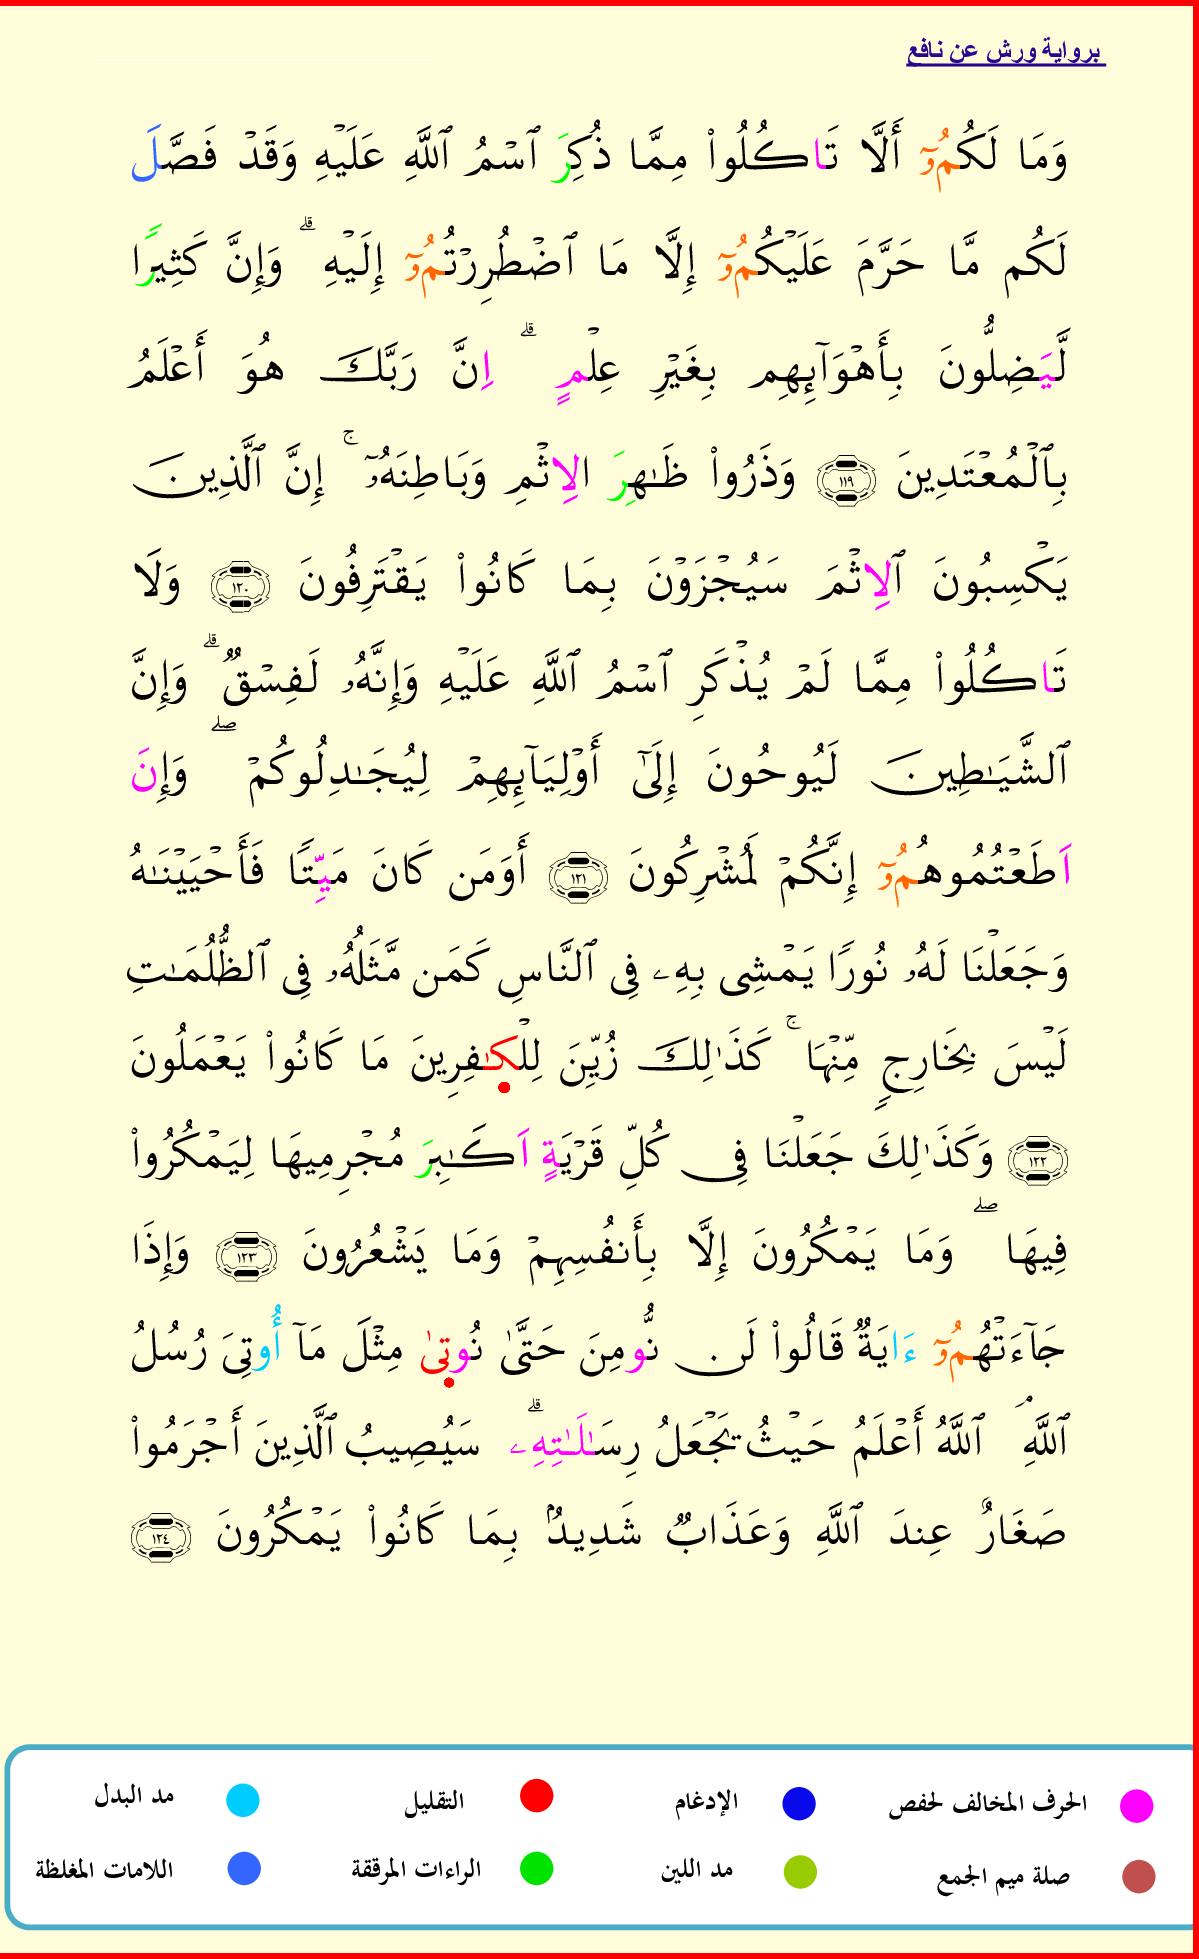 برواية ورش عن نافع
وَمَا لَكُمُۥٓ أَلَّا تَاكُلُوا۟ مِمَّا ذُكِرَ ٱسْمُ ٱللَّهِ عَلَيْهِ وَقَدْ فَصَّلَ
لَكُم مَّا حَرَّمَ عَلَيْكُمُۥٓ إِلَّا مَا ٱضْطُرِرْتُمُۥٓ إِلَيْهِ ۗ وَإِنَّ كَثِيرًا
لَّيَضِلُّونَ بِأَهْوَآئِهِم بِغَيْرِ عِلْمٍ ۗ اِنَّ رَبَّكَ هُوَ أَعْلَمُ
بِٱلْمُعْتَدِينَ ١١٩ وَذَرُوا۟ ظَـٰهِرَ الِاثْمِ وَبَاطِنَهُۥٓ ۚ إِنَّ ٱلَّذِينَ
يَكْسِبُونَ ٱلِاثْمَ سَيُجْزَوْنَ بِمَا كَانُوا۟ يَقْتَرِفُونَ ١٢٠ وَلَا
تَاكُلُوا۟ مِمَّا لَمْ يُذْكَرِ ٱسْمُ ٱللَّهِ عَلَيْهِ وَإِنَّهُۥ لَفِسْقٌ ۗ وَإِنَّ
ٱلشَّيَـٰطِينَ لَيُوحُونَ إِلَىٰٓ أَوْلِيَآئِهِمْ لِيُجَـٰدِلُوكُمْ ۖ وَإِنَ
اَطَعْتُمُوهُمُۥٓ إِنَّكُمْ لَمُشْرِكُونَ ١٢١ أَوَمَن كَانَ مَيِّتًا فَأَحْيَيْنَـٰهُ
وَجَعَلْنَا لَهُۥ نُورًا يَمْشِى بِهِۦ فِى ٱلنَّاسِ كَمَن مَّثَلُهُۥ فِى ٱلظُّلُمَـٰتِ
لَيْسَ بِخَارِجٍ مِّنْهَا ۚ كَذَٰلِكَ زُيِّنَ لِلْكَـٰفِرِينَ مَا كَانُوا۟ يَعْمَلُونَ
١٢٢ وَكَذَٰلِكَ جَعَلْنَا فِى كُلِّ قَرْيَةٍ اَكَـٰبِرَ مُجْرِمِيهَا لِيَمْكُرُوا۟
فِيهَا ۖ وَمَا يَمْكُرُونَ إِلَّا بِأَنفُسِهِمْ وَمَا يَشْعُرُونَ ١٢٣ وَإِذَا
جَآءَتْهُمُۥٓ ءَايَةٌ قَالُوا۟ لَن نُّومِنَ حَتَّىٰ نُوتِىٰ مِثْلَ مَآ أُوتِىَ رُسُلُ
ٱللَّهِ ۘ ٱللَّهُ أَعْلَمُ حَيْثُ يَجْعَلُ رِسَـٰلَـٰتِهِۦ ۗ سَيُصِيبُ ٱلَّذِينَ أَجْرَمُوا۟
صَغَارٌ عِندَ ٱللَّهِ وَعَذَابٌ شَدِيدٌۢ بِمَا كَانُوا۟ يَمْكُرُونَ ١٢٤
الحرف المخالف لحفص الإدغام التقليل مد البدل
صلة ميم الجمع مد اللين الراءات المرققة اللامات المغلظة